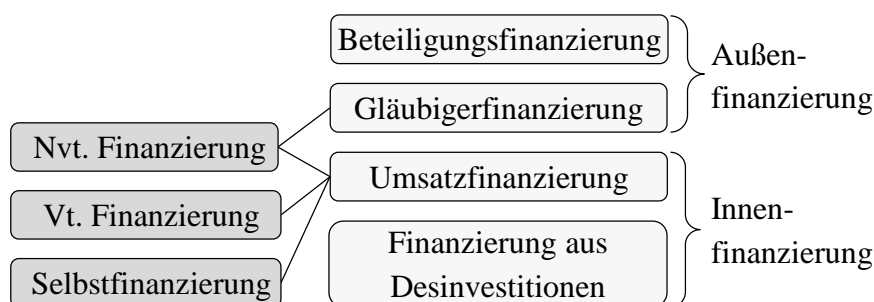 Beteiligungsfinanzierung
Außen-
finanzierung
Gläubigerfinanzierung
Nvt. Finanzierung
Umsatzfinanzierung
Vt. Finanzierung
Innen-
finanzierung
Finanzierung aus
Desinvestitionen
Selbstfinanzierung